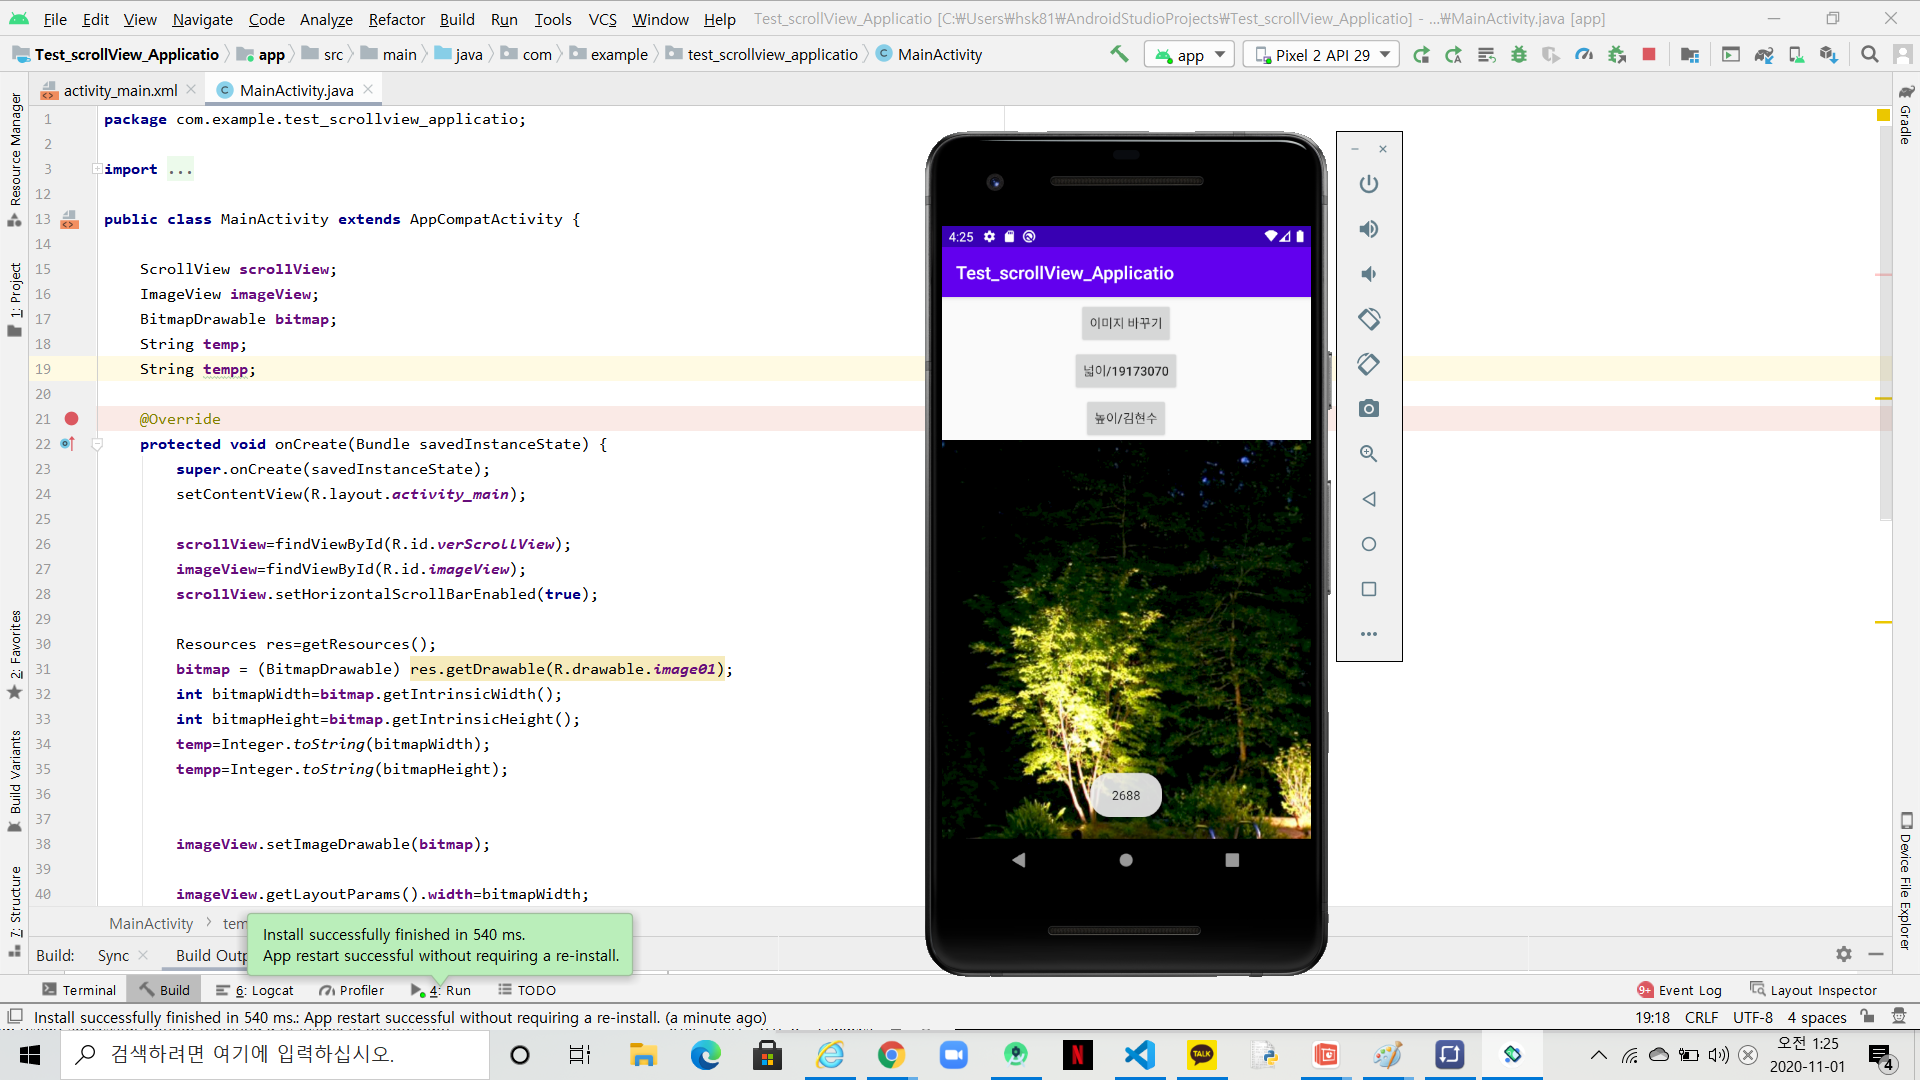 File Edit View Navigate Code Analyze Refactor Build Run Tools VCS Window Help Test_scrollView_Applicatio [C:₩Users₩hsk81₩AndroidStudioProjects₩Test_scrollView_Applicatio] - ...₩MainActivity.java [app]
Test_scrollView_Applicatio app src main java com example test_scrollview_applicatio MainActivity app Pixel 2 API 29
activity_main.xml MainActivity.java
Resource Manager
1: Project
2: Favorites
Build Variants
7: Structure
1 package com.example.test_scrollview_applicatio;
2
3 import ...
12
13 public class MainActivity extends AppCompatActivity {
14
15 ScrollView scrollView;
16 ImageView imageView;
17 BitmapDrawable bitmap;
18 String temp;
19 String tempp;
20
21 @Override
22 protected void onCreate(Bundle savedInstanceState) {
23 super.onCreate(savedInstanceState);
24 setContentView(R.layout.activity_main);
25
26 scrollView=findViewById(R.id.verScrollView);
27 imageView=findViewById(R.id.imageView);
28 scrollView.setHorizontalScrollBarEnabled(true);
29
30 Resources res=getResources();
31 bitmap = (BitmapDrawable) res.getDrawable(R.drawable.image01);
32 int bitmapWidth=bitmap.getIntrinsicWidth();
33 int bitmapHeight=bitmap.getIntrinsicHeight();
34 temp=Integer.toString(bitmapWidth);
35 tempp=Integer.toString(bitmapHeight);
36
37
38 imageView.setImageDrawable(bitmap);
39
40 imageView.getLayoutParams().width=bitmapWidth;
4:25
Test_scrollView_Applicatio
이미지 바꾸기
넓이/19173070
높이/김현수
2688
Gradle
Device File Explorer
MainActivity
Install successfully finished in 540 ms.
App restart successful without requiring a re-install.
Build: Sync Build
Terminal Build 6: Logcat Profiler 4: Run TODO Event Log Layout Inspector
Install successfully finished in 540 ms.: App restart successful without requiring a re-install. (a minute ago) 19:18 CRLF UTF-8 4 spaces
검색하려면 여기에 입력하십시오.
TALK
오전 1:25
2020-11-01
4